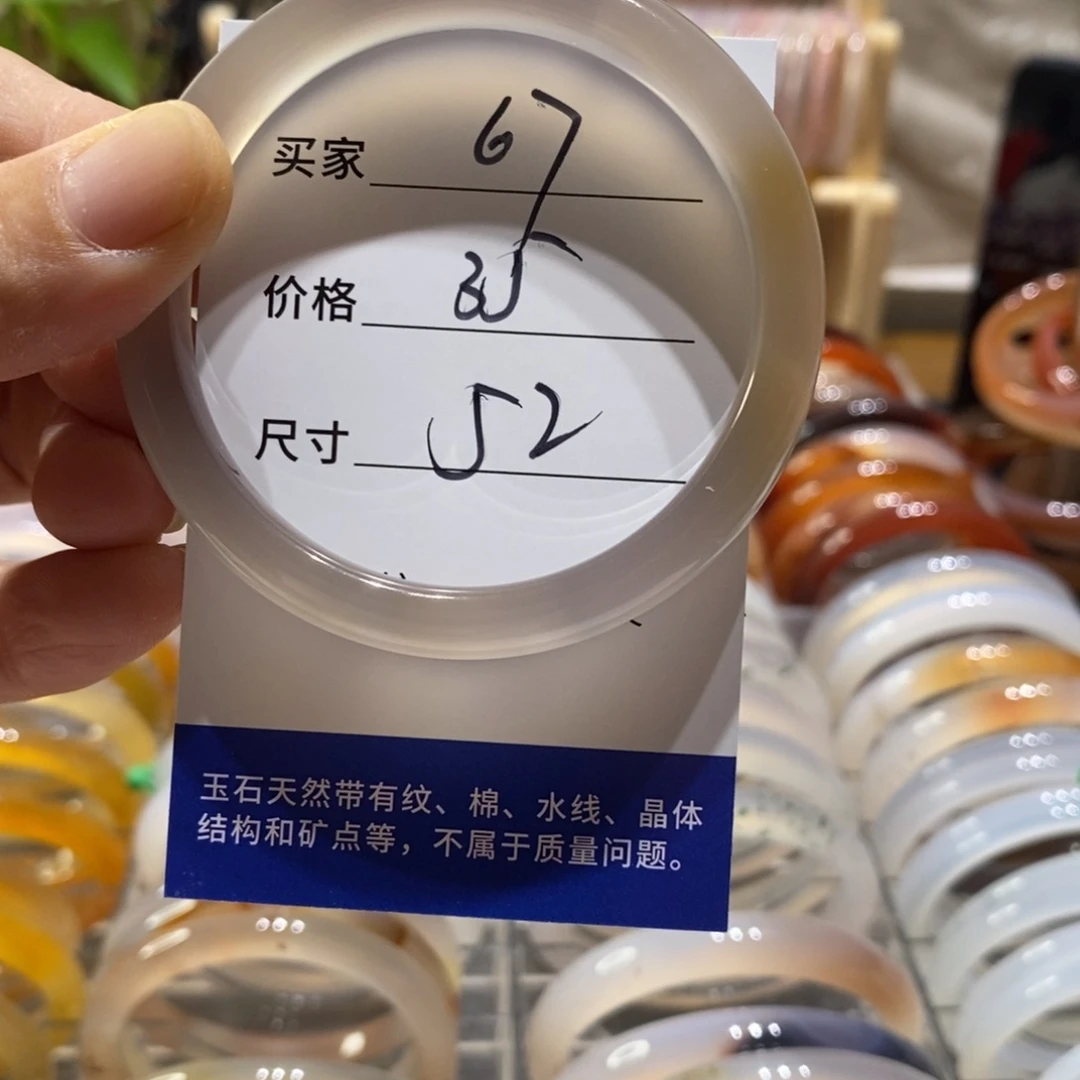 买家 67
价格
尺寸 52
玉石天然带有纹、棉、水线、晶体
结构和矿点等，不属于质量问题。